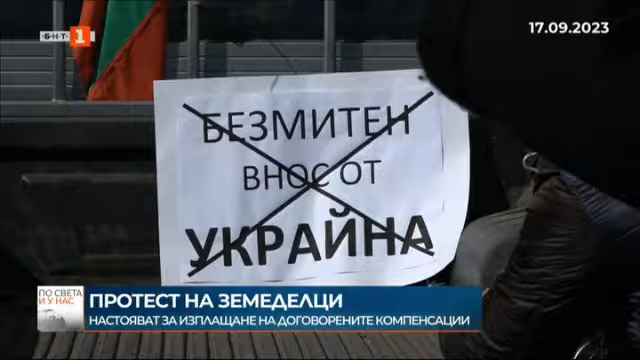 БНТ 1
17.09.2023
БЕЗМИТЕН
ВНОС ОТ
УКРАЙНА
ПО СВЕТА
И У НАС
ПРОТЕСТ НА ЗЕМЕДЕЛЦИ
НАСТОЯВАТ ЗА ИЗПЛАЩАНЕ НА ДОГОВОРЕНИТЕ КОМПЕНСАЦИИ